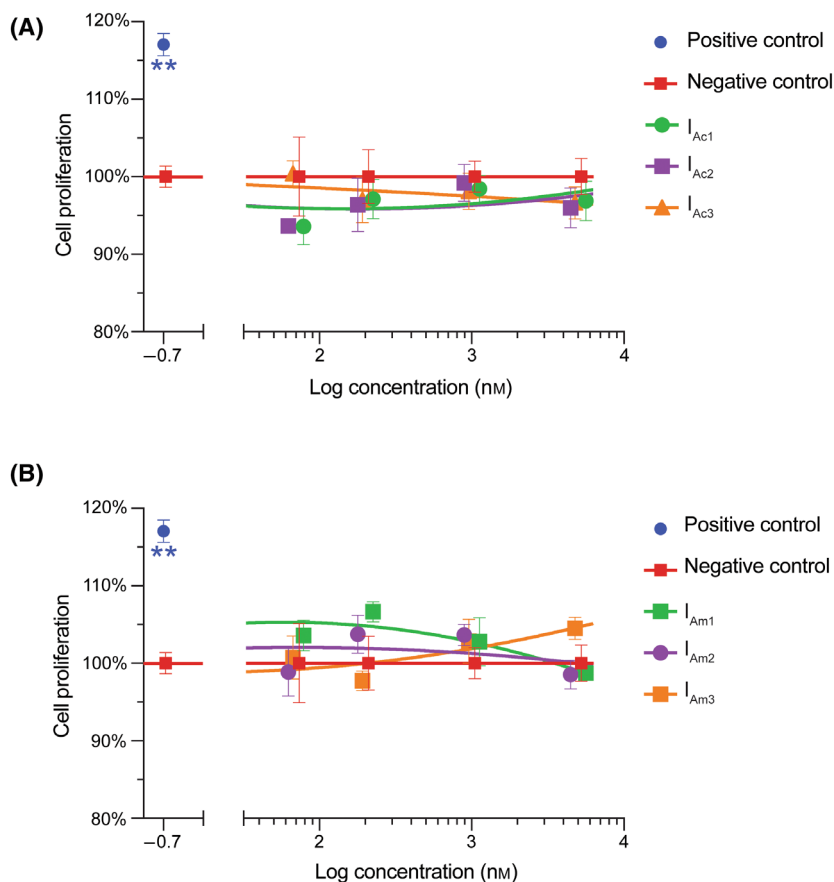 (A)
120%
110%
100%
90%
80%
Cell proliferation
**
–0.7
2
3
4
Log concentration (nM)
Positive control
Negative control
IAc1
IAc2
IAc3
(B)
120%
110%
100%
90%
80%
Cell proliferation
**
–0.7
2
3
4
Log concentration (nM)
Positive control
Negative control
IAm1
IAm2
IAm3